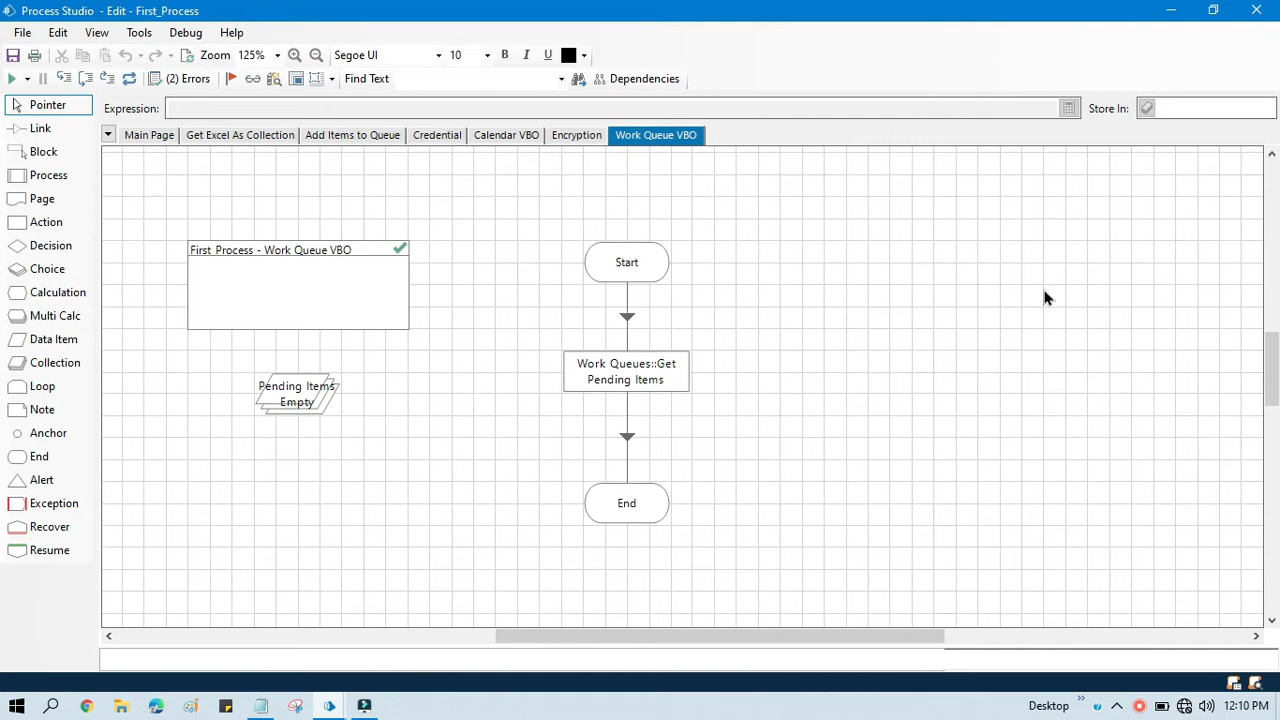 Process Studio - Edit - First_Process
File Edit View Tools Debug Help
Zoom 125% Segoe UI 10 B I U
(2) Errors Find Text Dependencies
Pointer
Expression: Store In:
Link
Main Page Get Excel As Collection Add Items to Queue Credential Calendar VBO Encryption Work Queue VBO
Block
Process
Page
Action
Decision
Choice
Calculation
Multi Calc
Data Item
Collection
Loop
Note
Anchor
End
Alert
Exception
Recover
Resume
First Process - Work Queue VBO
Start
Work Queues::Get
Pending Items
Pending Items
Empty
End
Desktop 12:10 PM